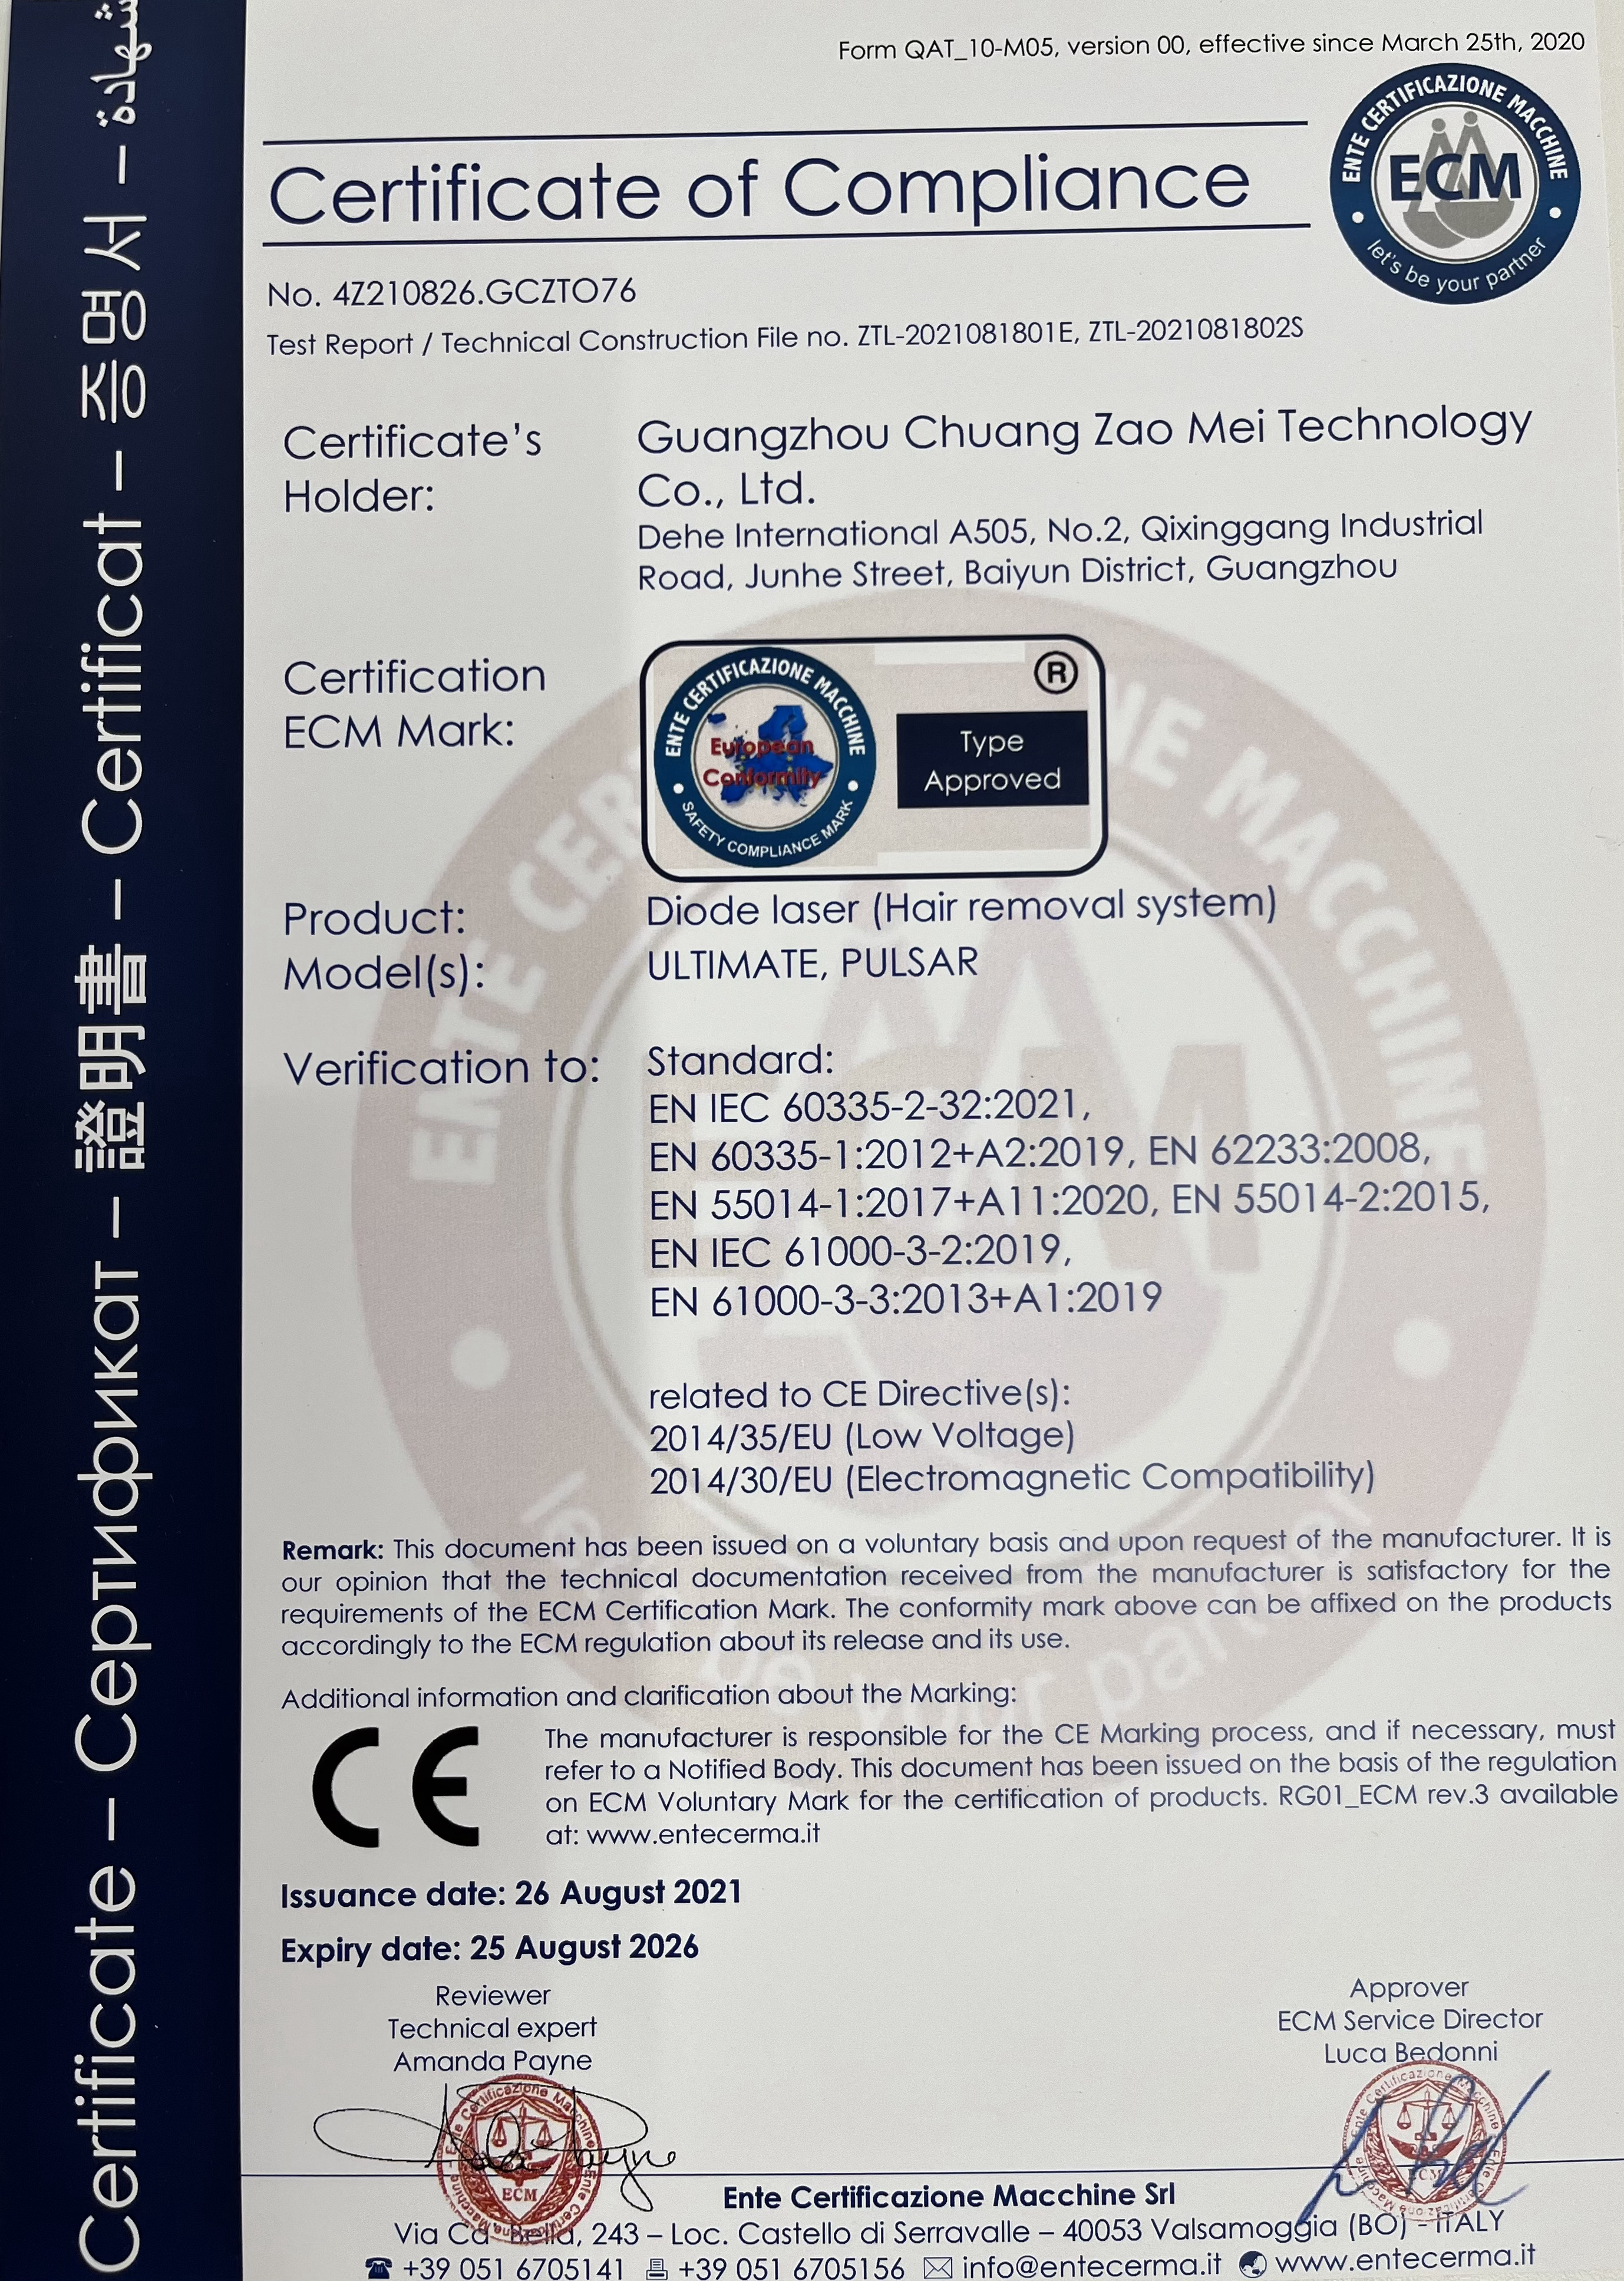 Form QAT_10-M05, version 00, effective since March 25th, 2020
ENTE CERTIFICAZIONE MACCHINE
ECM
let's be your partner
Certificate of Compliance
No. 4Z210826.GCZTO76
Test Report / Technical Construction File no. ZTL-2021081801E, ZTL-2021081802S
Certificate's Holder:
Guangzhou Chuang Zao Mei Technology
Co., Ltd.
Dehe International A505, No.2, Qixinggang Industrial
Road, Junhe Street, Baiyun District, Guangzhou
Certification
ECM Mark:
ENTE CERTIFICAZIONE MACCHINE
European
Conformity
SAFETY COMPLIANCE MARK
®
Type
Approved
Product: Diode laser (Hair removal system)
Model(s): ULTIMATE, PULSAR
Verification to: Standard:
EN IEC 60335-2-32:2021,
EN 60335-1:2012+A2:2019, EN 62233:2008,
EN 55014-1:2017+A11:2020, EN 55014-2:2015,
EN IEC 61000-3-2:2019,
EN 61000-3-3:2013+A1:2019
related to CE Directive(s):
2014/35/EU (Low Voltage)
2014/30/EU (Electromagnetic Compatibility)
Remark: This document has been issued on a voluntary basis and upon request of the manufacturer. It is
our opinion that the technical documentation received from the manufacturer is satisfactory for the
requirements of the ECM Certification Mark. The conformity mark above can be affixed on the products
accordingly to the ECM regulation about its release and its use.
Additional information and clarification about the Marking:
CE
The manufacturer is responsible for the CE Marking process, and if necessary, must
refer to a Notified Body. This document has been issued on the basis of the regulation
on ECM Voluntary Mark for the certification of products. RG01_ECM rev.3 available
at: www.entecerma.it
Issuance date: 26 August 2021
Expiry date: 25 August 2026
Reviewer
Technical expert
Amanda Payne
Approver
ECM Service Director
Luca Bedonni
Ente Certificazione Macchine Srl
Via Ca' Bella, 243 – Loc. Castello di Serravalle – 40053 Valsamoggia (BO) - ITALY
+39 051 6705141 +39 051 6705156 info@entecerma.it www.entecerma.it
Certificate – Сертификат – 證明書 – Certificat – 증명서 – شهادة